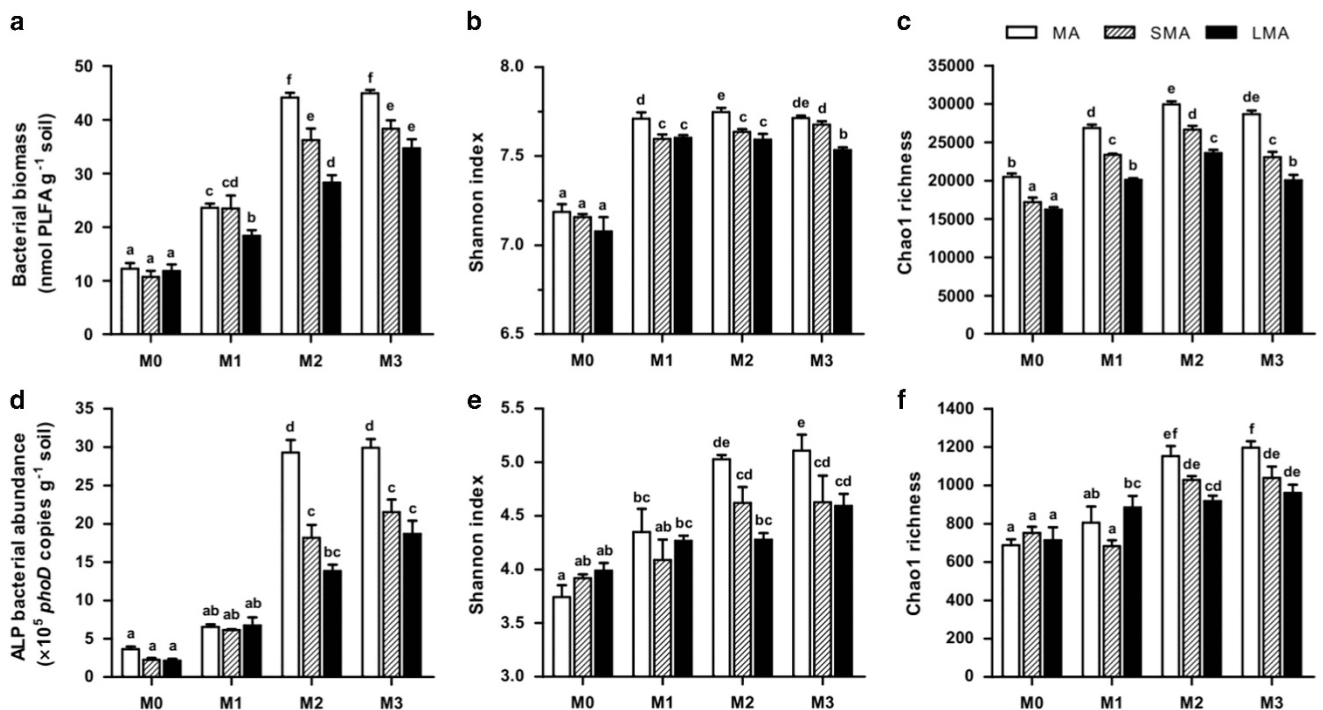 a
Bacterial biomass
(nmol PLFA g⁻¹ soil)
50
40
30
20
10
0
a a a
c cd b
f e d
f e e
M0 M1 M2 M3
b
Shannon index
8.0
7.5
7.0
6.5
a a a
d c c
e c c
de d b
M0 M1 M2 M3
c
MA SMA LMA
Chao1 richness
35000
30000
25000
20000
15000
10000
5000
0
b a a
d c b
e d c
de c b
M0 M1 M2 M3
d
ALP bacterial abundance
(×10⁵ phoD copies g⁻¹ soil)
35
30
25
20
15
10
5
0
a a a
ab ab ab
d c bc
d c c
M0 M1 M2 M3
e
Shannon index
5.5
5.0
4.5
4.0
3.5
3.0
a ab ab
bc ab bc
de cd bc
e cd cd
M0 M1 M2 M3
f
Chao1 richness
1400
1200
1000
800
600
400
200
0
a a a
ab a bc
ef de cd
f de de
M0 M1 M2 M3